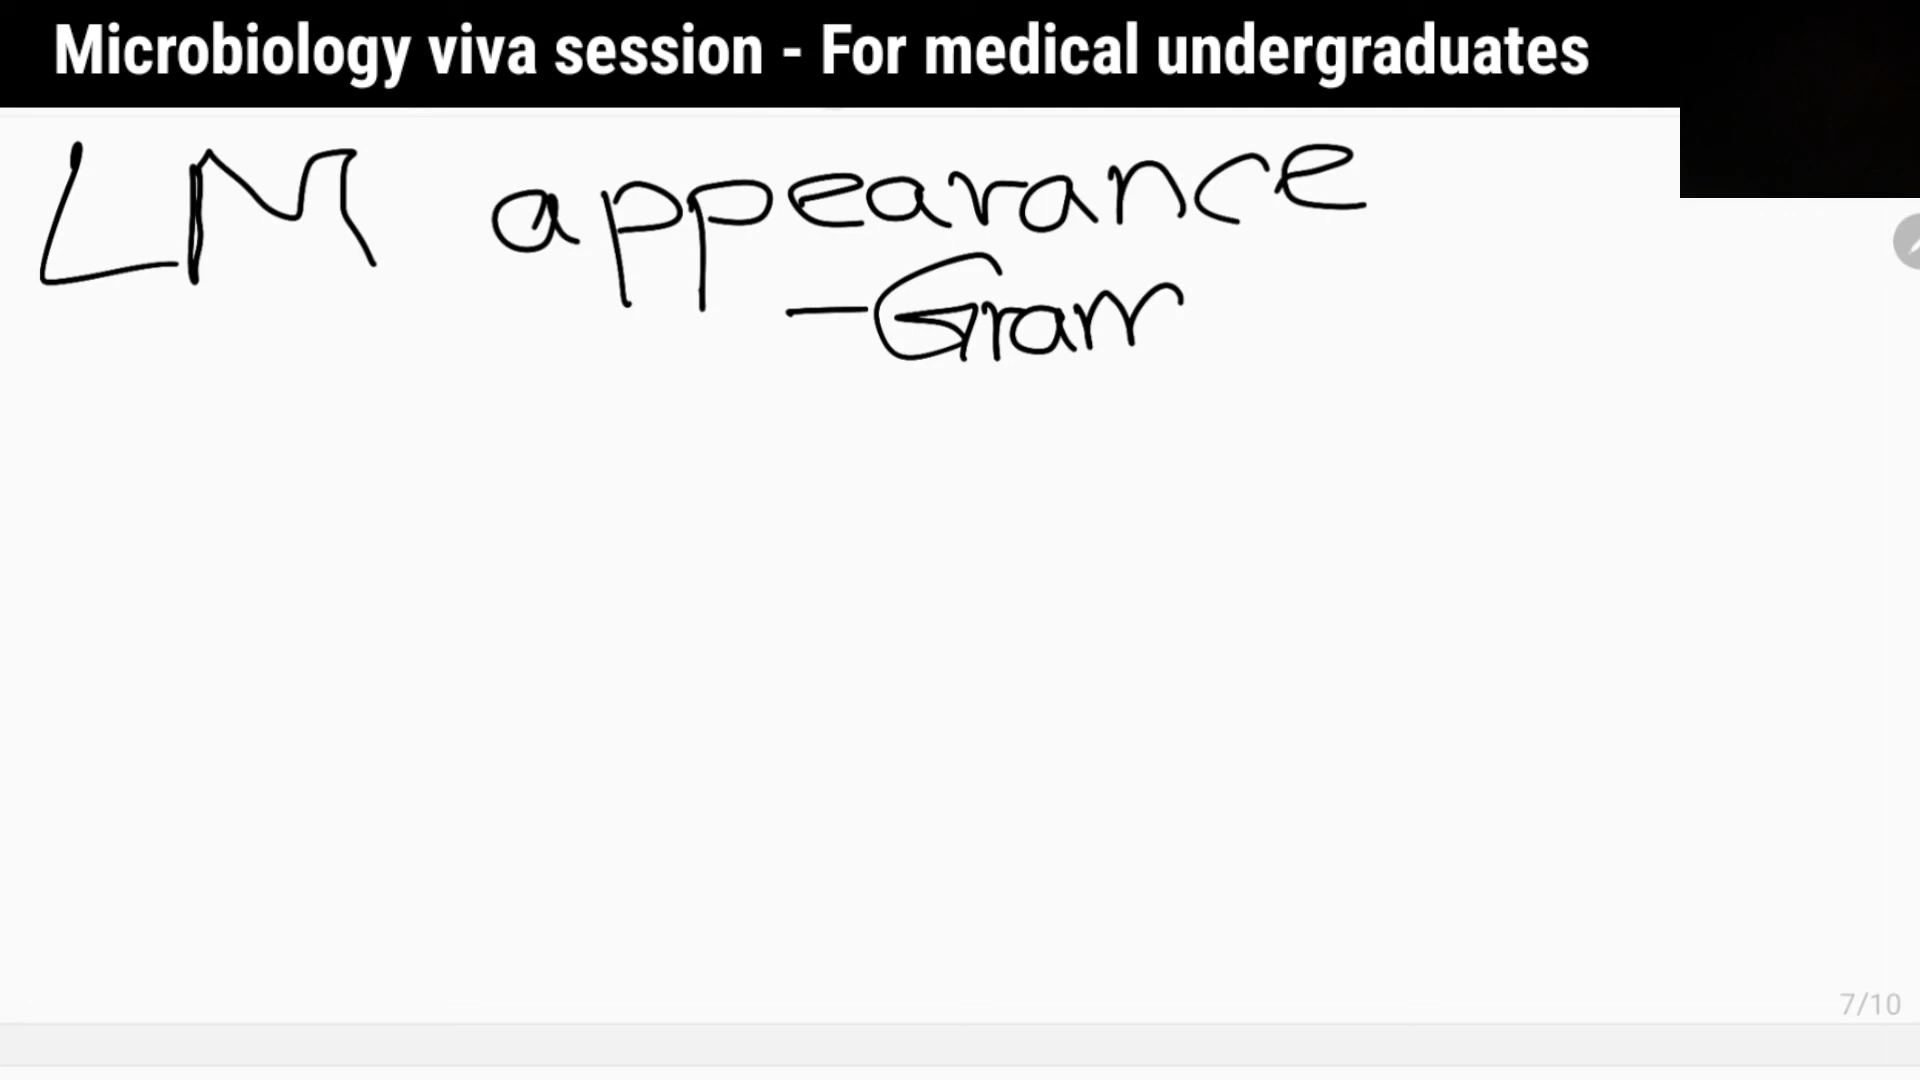 Microbiology viva session - For medical undergraduates
LM appearance
-Gram
7/10